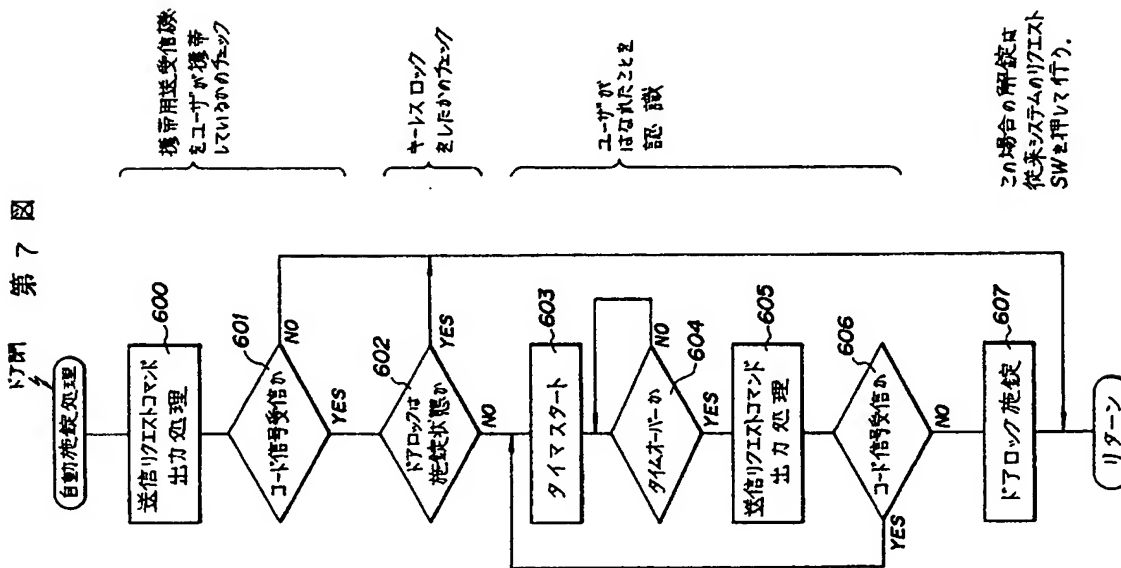 第 7 図
ドア閉
自動施錠処理
送信リクエストコマンド
出 力 処 理
600
コード信号受信か
601
NO
YES
ドアロックは
施錠状態か
602
YES
NO
タイマスタート
603
タイムオーバーか
604
NO
YES
送信リクエストコマンド
出 力 処 理
605
コード信号受信か
606
YES
NO
ドアロック施錠
607
リターン
携帯用送受信機
をユーザが携帯
しているかのチェック
キーレスロック
をしたかのチェック
ユーザが
はなれたことを
認 識
この場合の解錠は
従来システムのリクエスト
SWを押して行う.